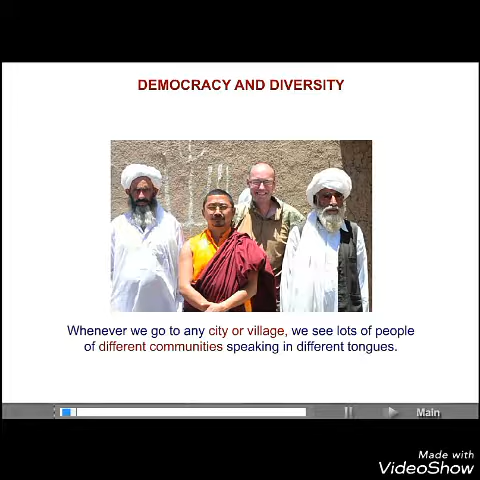 DEMOCRACY AND DIVERSITY
Whenever we go to any city or village, we see lots of people
of different communities speaking in different tongues.
Main
Made with
VideoShow